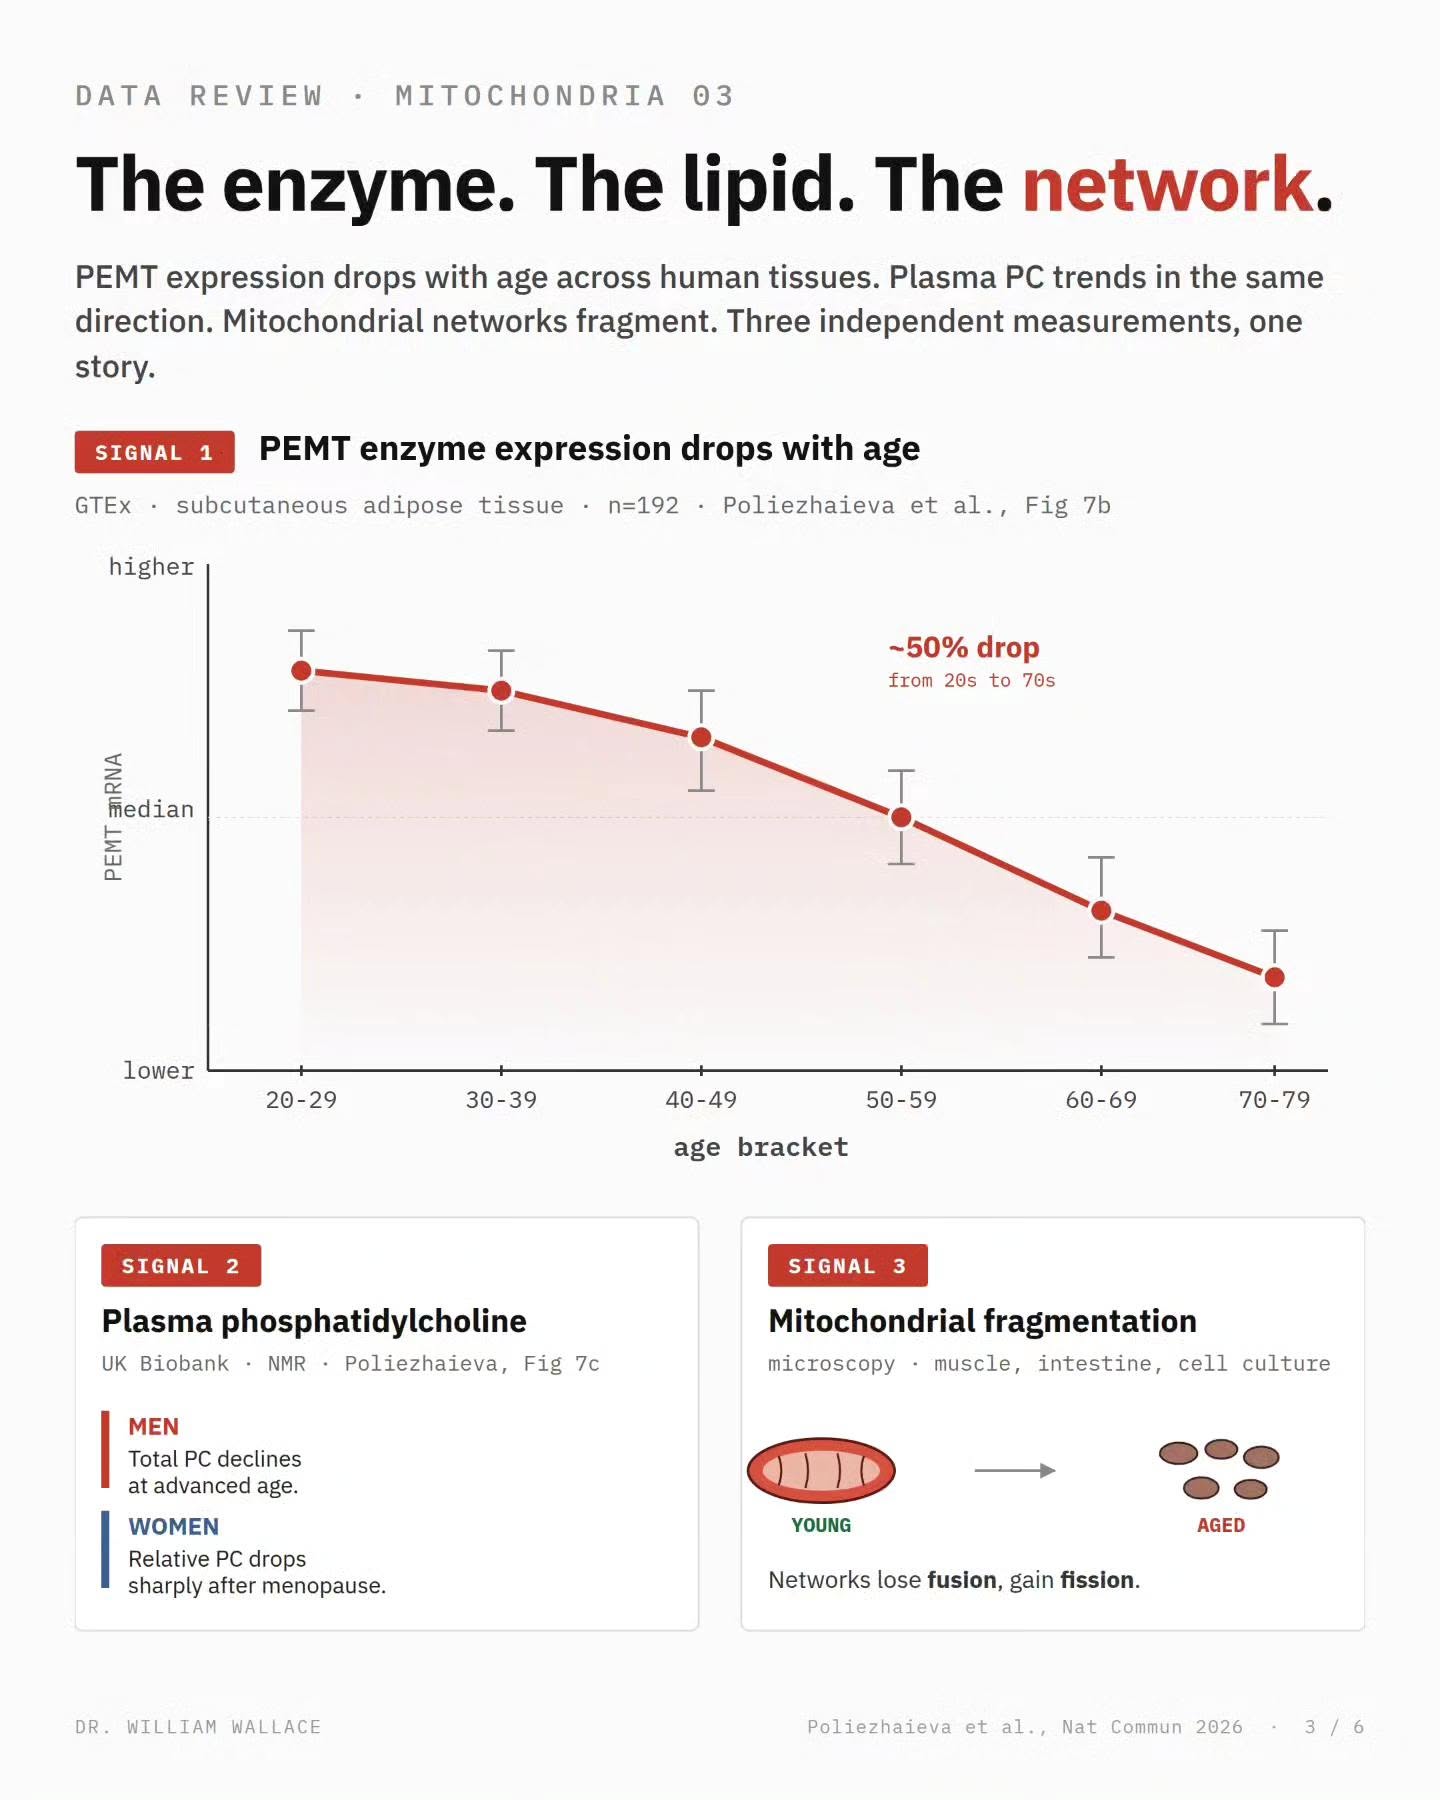 DATA REVIEW · MITOCHONDRIA 03
The enzyme. The lipid. The network.
PEMT expression drops with age across human tissues. Plasma PC trends in the same
direction. Mitochondrial networks fragment. Three independent measurements, one
story.
SIGNAL 1 PEMT enzyme expression drops with age
GTEx · subcutaneous adipose tissue · n=192 · Poliezhaieva et al., Fig 7b
higher
~50% drop
from 20s to 70s
PEMT mRNA
median
lower
20-29 30-39 40-49 50-59 60-69 70-79
age bracket
SIGNAL 2
Plasma phosphatidylcholine
UK Biobank · NMR · Poliezhaieva, Fig 7c
MEN
Total PC declines
at advanced age.
WOMEN
Relative PC drops
sharply after menopause.
SIGNAL 3
Mitochondrial fragmentation
microscopy · muscle, intestine, cell culture
YOUNG AGED
Networks lose fusion, gain fission.
DR. WILLIAM WALLACE
Poliezhaieva et al., Nat Commun 2026 · 3 / 6